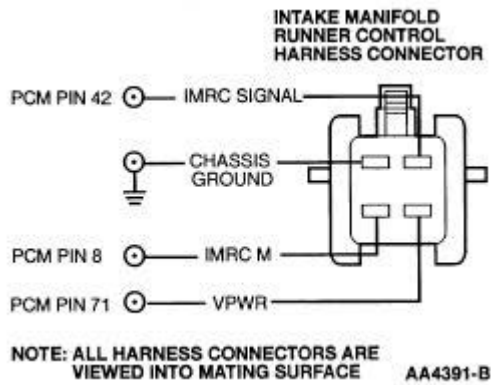 INTAKE MANIFOLD
RUNNER CONTROL
HARNESS CONNECTOR
PCM PIN 42
IMRC SIGNAL
CHASSIS
GROUND
PCM PIN 8
IMRC M
PCM PIN 71
VPWR
NOTE: ALL HARNESS CONNECTORS ARE
VIEWED INTO MATING SURFACE
AA4391-B